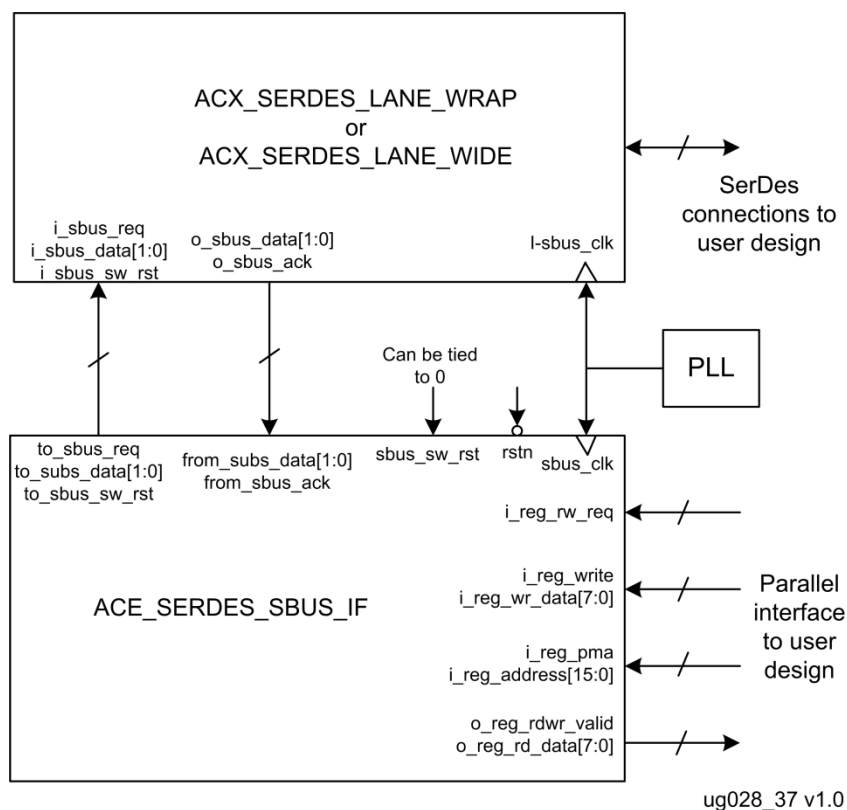 ACX_SERDES_LANE_WRAP
or
ACX_SERDES_LANE_WIDE
i_sbus_req
i_sbus_data[1:0]
i_sbus_sw_rst
o_sbus_data[1:0]
o_sbus_ack
I-sbus_clk
SerDes
connections to
user design
Can be tied
to 0
PLL
to_sbus_req
to_subs_data[1:0]
to_sbus_sw_rst
from_subs_data[1:0]
from_sbus_ack
sbus_sw_rst
rstn
sbus_clk
i_reg_rw_req
i_reg_write
i_reg_wr_data[7:0]
ACE_SERDES_SBUS_IF
i_reg_pma
i_reg_address[15:0]
o_reg_rdwr_valid
o_reg_rd_data[7:0]
Parallel
interface
to user
design
ug028_37 v1.0